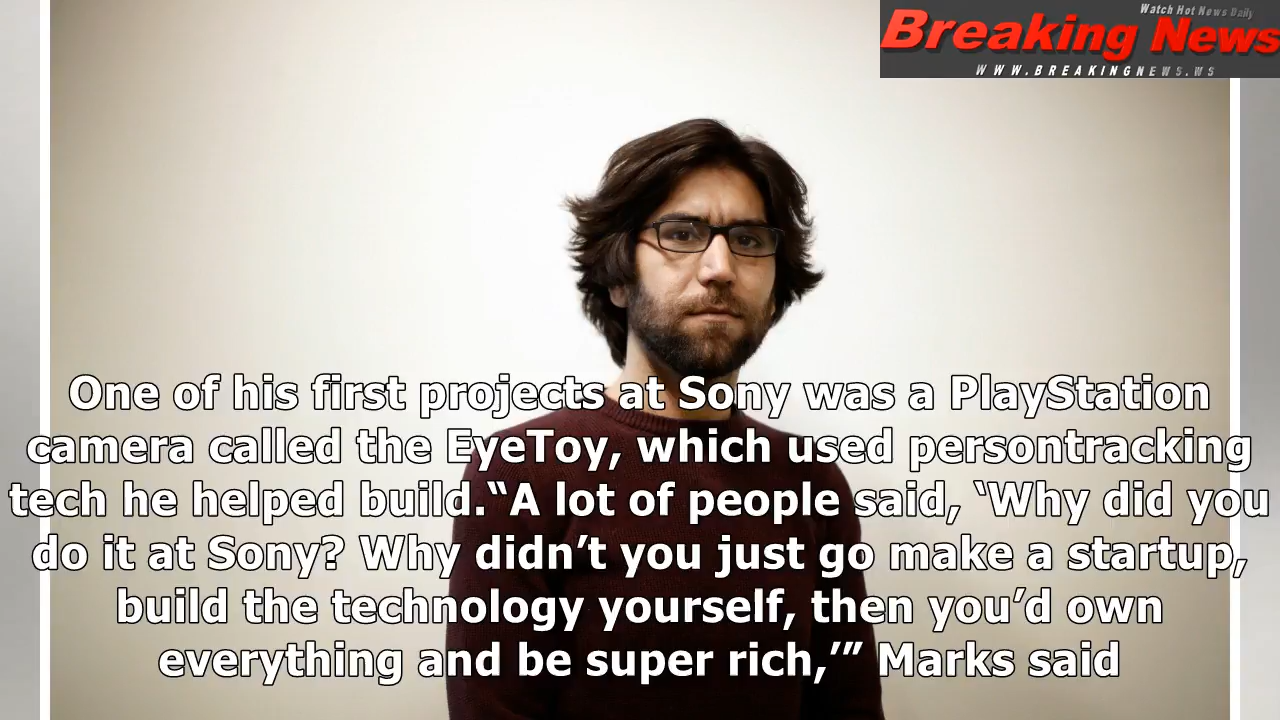 Watch Hot News Daily
Breaking News
WWW.BREAKINGNEWS.WS
One of his first projects at Sony was a PlayStation
camera called the EyeToy, which used persontracking
tech he helped build.“A lot of people said, ‘Why did you
do it at Sony? Why didn’t you just go make a startup,
build the technology yourself, then you’d own
everything and be super rich,’” Marks said